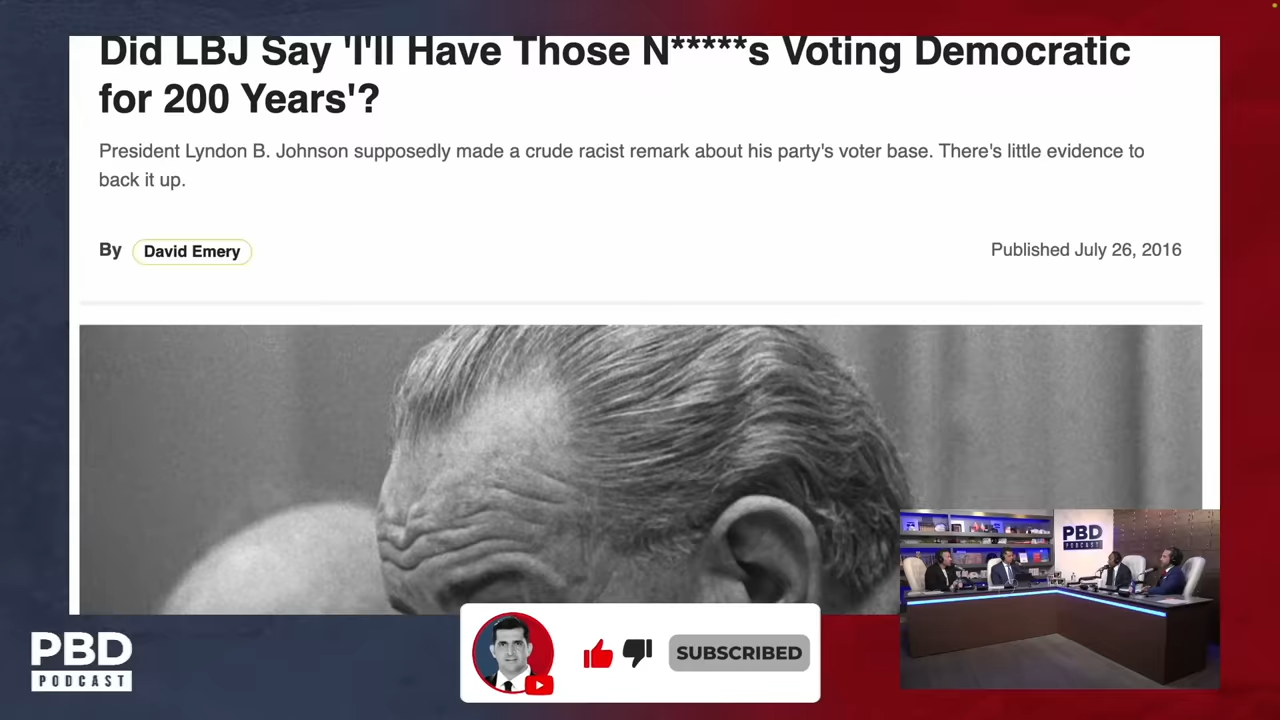 Did LBJ Say 'I'll Have Those N*****s Voting Democratic
for 200 Years'?
President Lyndon B. Johnson supposedly made a crude racist remark about his party's voter base. There's little evidence to
back it up.
By David Emery
Published July 26, 2016
PBD
PODCAST
PBD
PODCAST
SUBSCRIBED